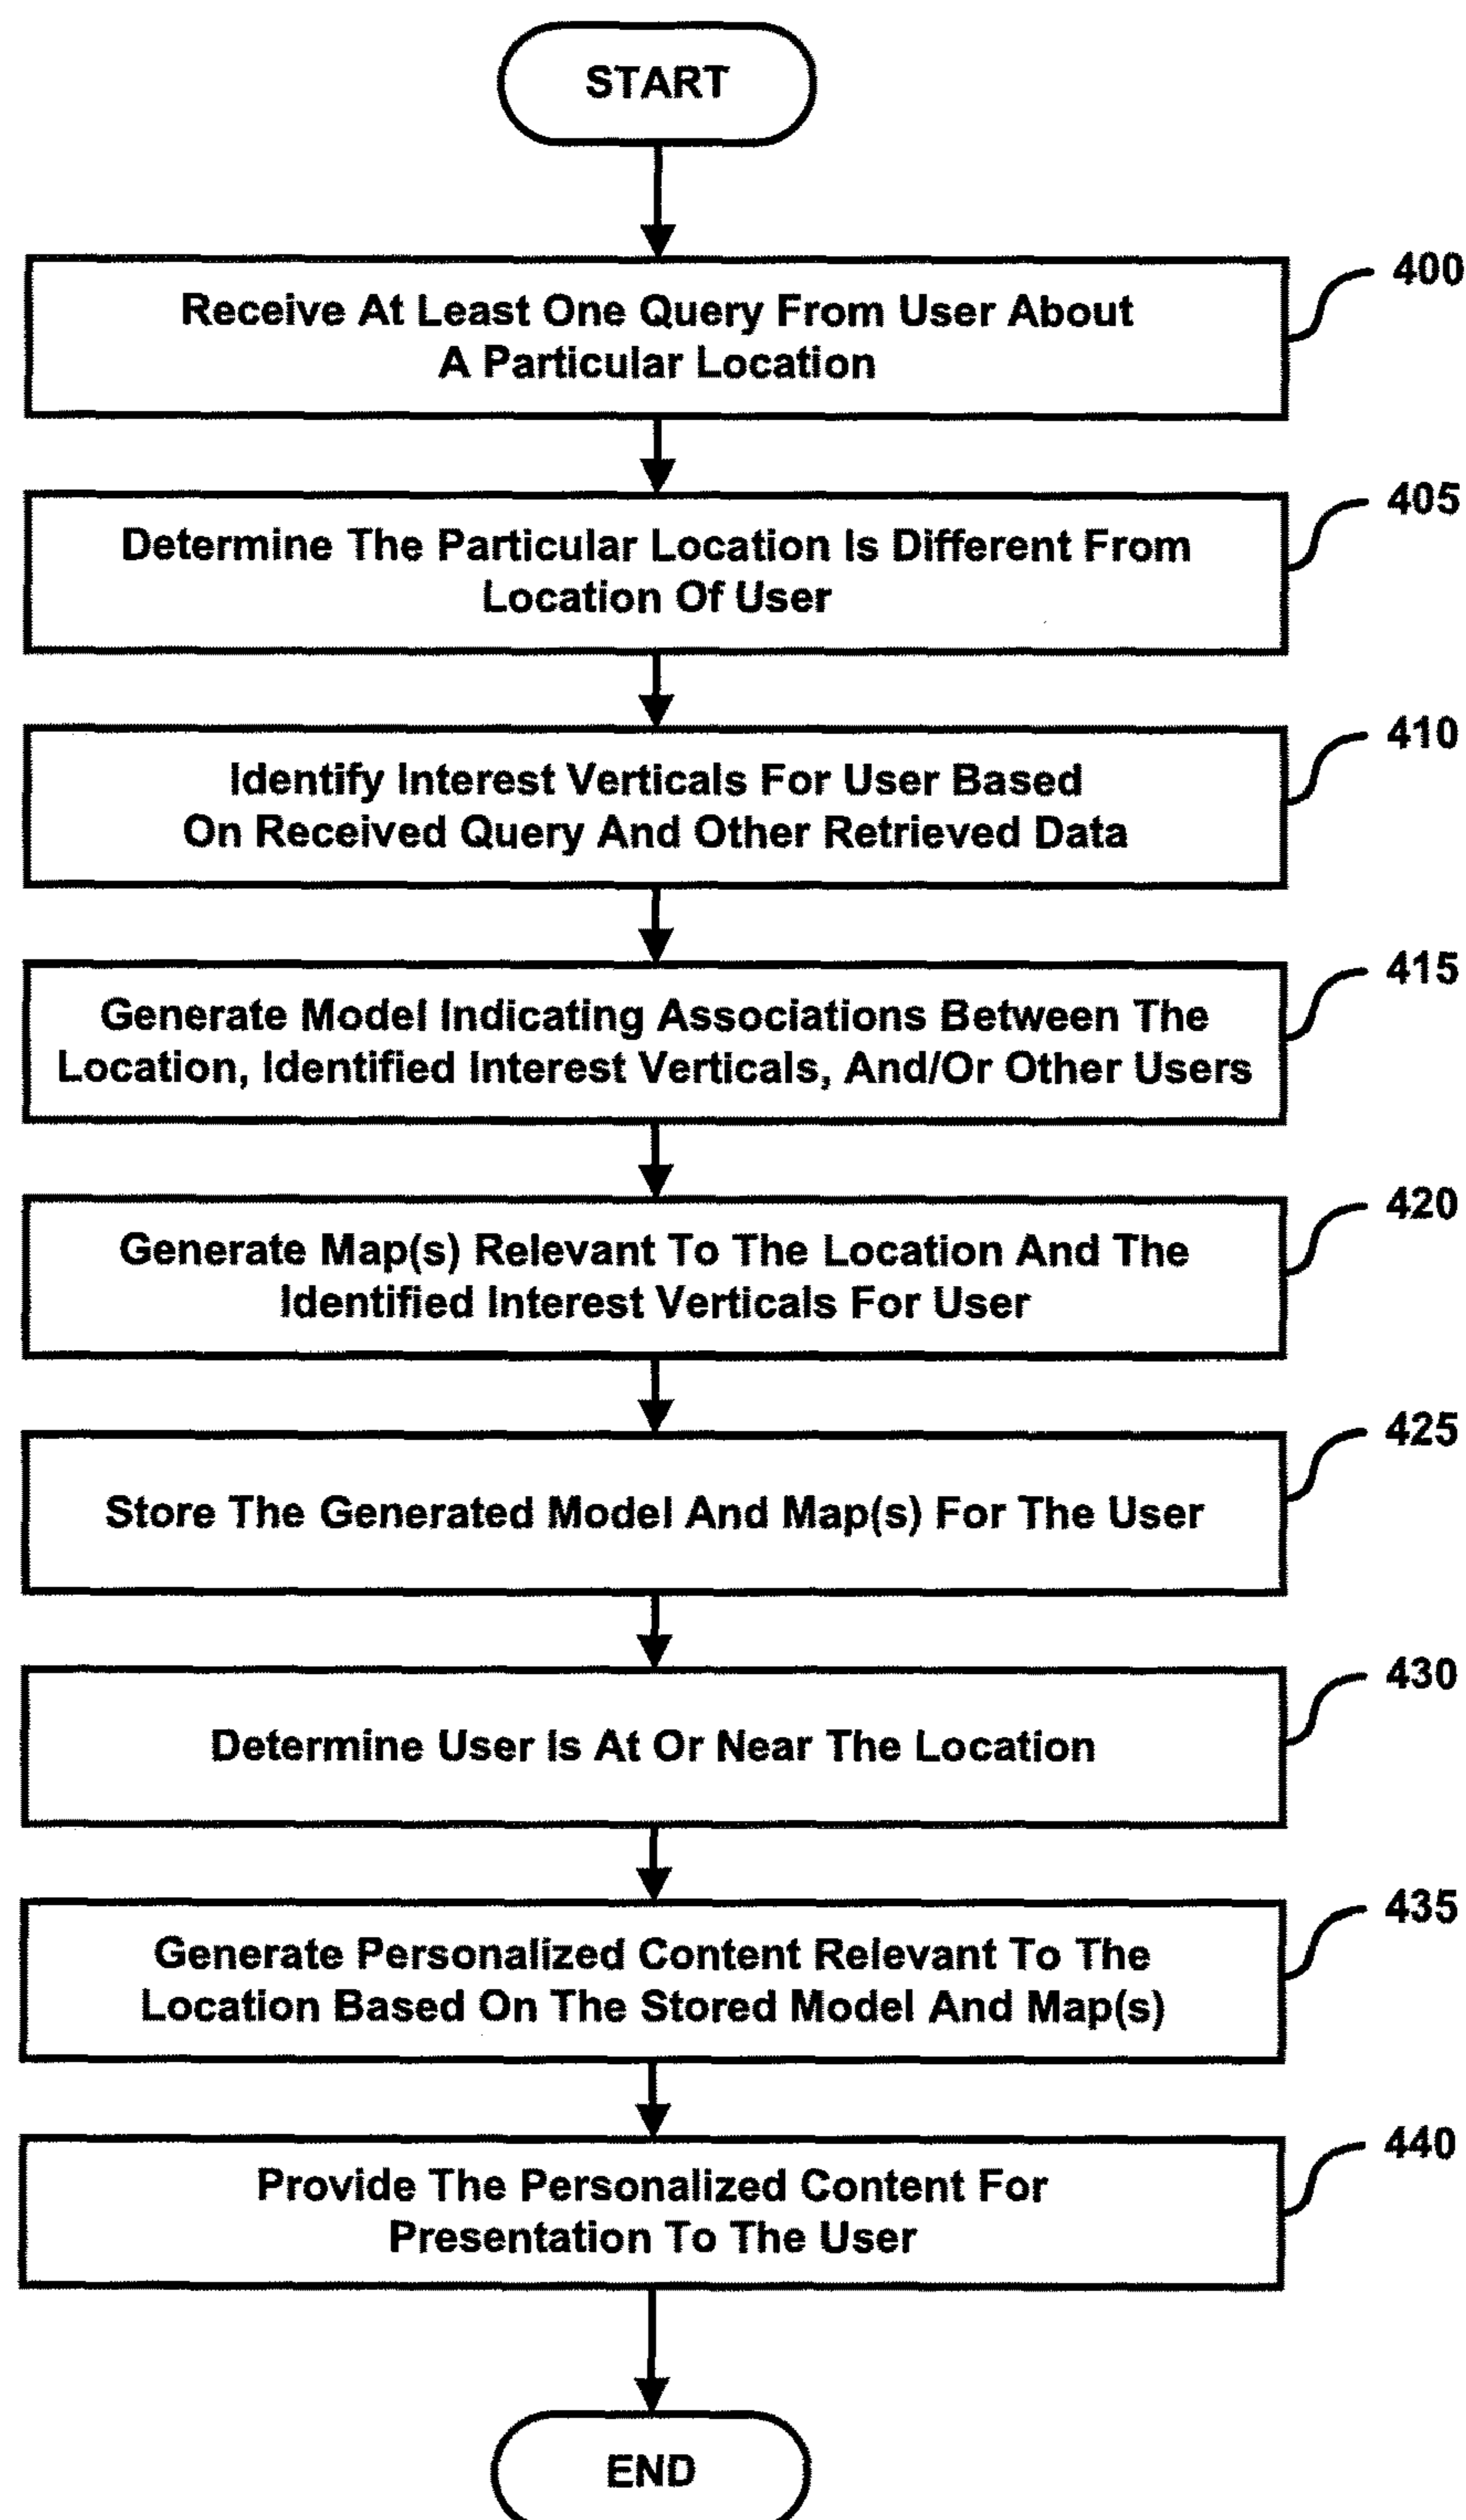 START
400
Receive At Least One Query From User About
A Particular Location
405
Determine The Particular Location Is Different From
Location Of User
410
Identify Interest Verticals For User Based
On Received Query And Other Retrieved Data
415
Generate Model Indicating Associations Between The
Location, Identified Interest Verticals, And/Or Other Users
420
Generate Map(s) Relevant To The Location And The
Identified Interest Verticals For User
425
Store The Generated Model And Map(s) For The User
430
Determine User Is At Or Near The Location
435
Generate Personalized Content Relevant To The
Location Based On The Stored Model And Map(s)
440
Provide The Personalized Content For
Presentation To The User
END